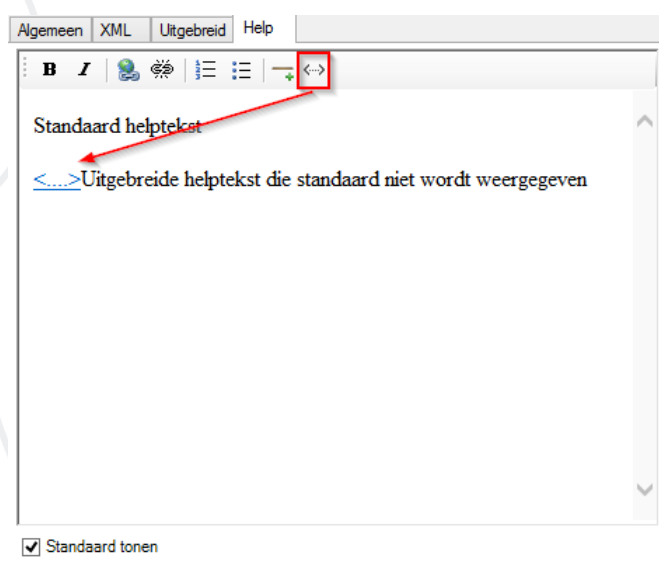 Algemeen XML Uitgebreid Help
B I <...>
Standaard helptekst
<....>Uitgebreide helptekst die standaard niet wordt weergegeven
Standaard tonen